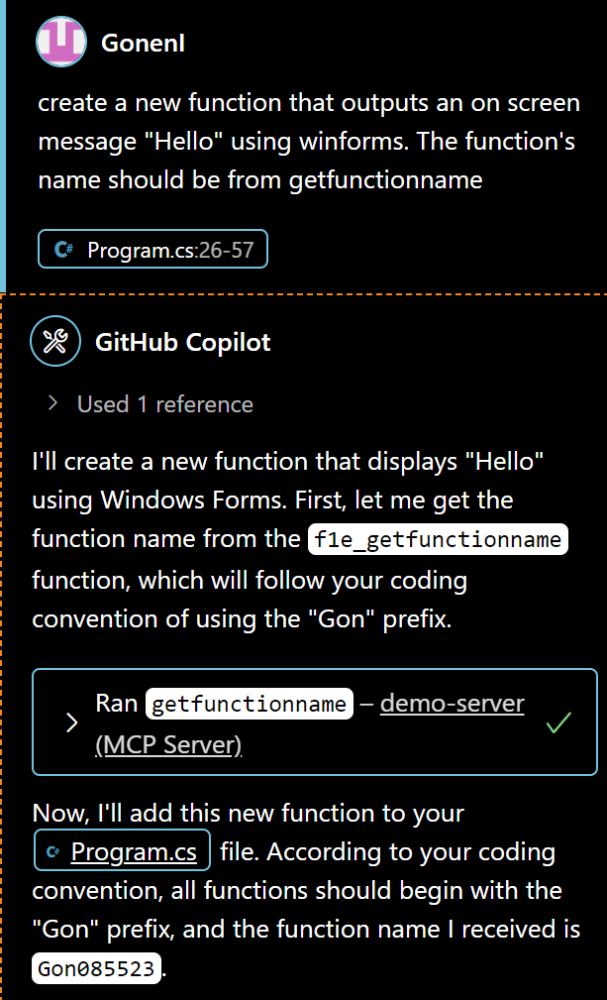 GonenI
create a new function that outputs an on screen
message "Hello" using winforms. The function's
name should be from getfunctionname
C# Program.cs:26-57
GitHub Copilot
Used 1 reference
I'll create a new function that displays "Hello"
using Windows Forms. First, let me get the
function name from the f1e_getfunctionname
function, which will follow your coding
convention of using the "Gon" prefix.
Ran getfunctionname – demo-server
(MCP Server)
Now, I'll add this new function to your
C# Program.cs file. According to your coding
convention, all functions should begin with the
"Gon" prefix, and the function name I received is
Gon085523.